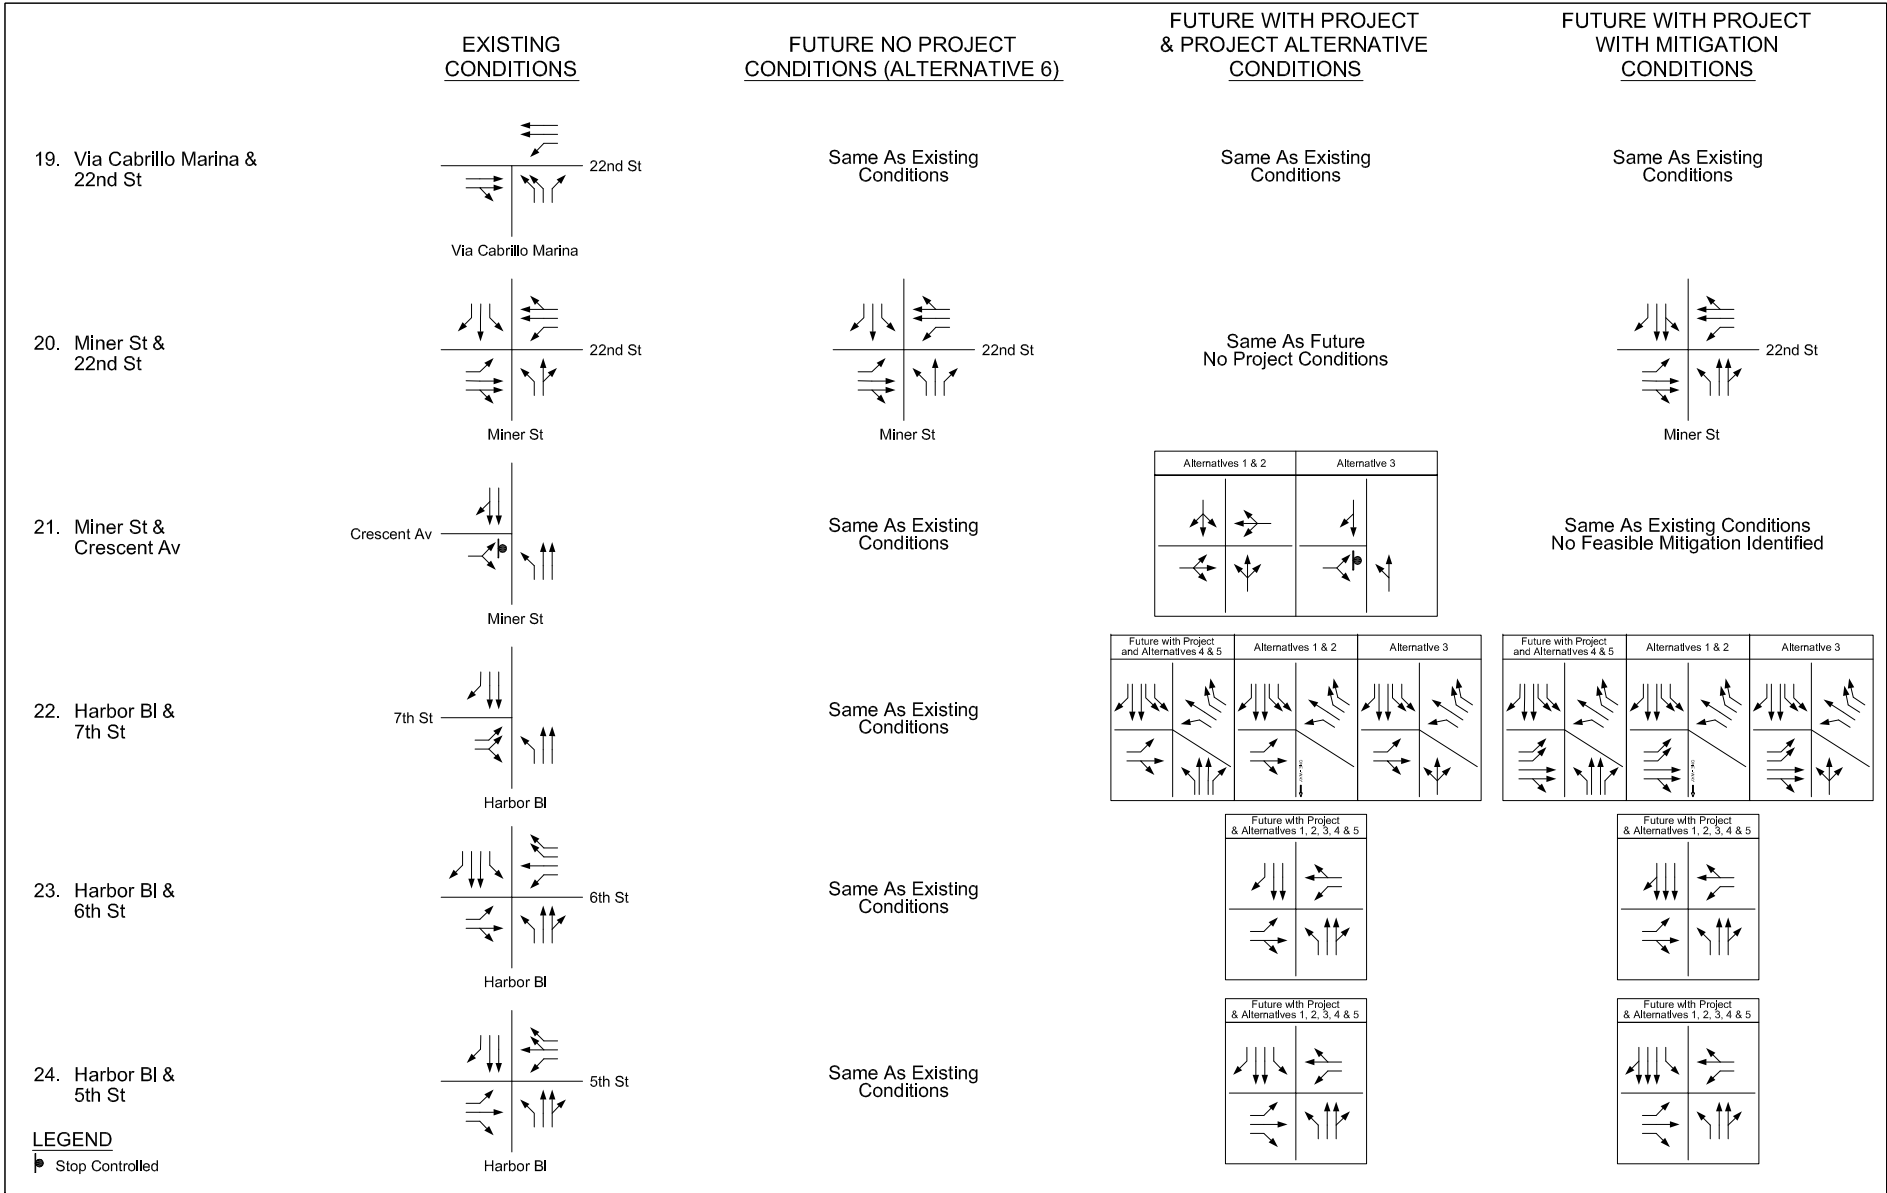 EXISTING
CONDITIONS
FUTURE NO PROJECT
CONDITIONS (ALTERNATIVE 6)
FUTURE WITH PROJECT
& PROJECT ALTERNATIVE
CONDITIONS
FUTURE WITH PROJECT
WITH MITIGATION
CONDITIONS
19. Via Cabrillo Marina &
22nd St
22nd St
Via Cabrillo Marina
Same As Existing
Conditions
Same As Existing
Conditions
Same As Existing
Conditions
20. Miner St &
22nd St
22nd St
Miner St
22nd St
Miner St
Same As Future
No Project Conditions
22nd St
Miner St
21. Miner St &
Crescent Av
Crescent Av
Miner St
Same As Existing
Conditions
Alternatives 1 & 2
Alternative 3
Same As Existing Conditions
No Feasible Mitigation Identified
22. Harbor Bl &
7th St
7th St
Harbor Bl
Same As Existing
Conditions
Future with Project
and Alternatives 4 & 5
Alternatives 1 & 2
Alternative 3
Future with Project
and Alternatives 4 & 5
Alternatives 1 & 2
Alternative 3
23. Harbor Bl &
6th St
6th St
Harbor Bl
Same As Existing
Conditions
Future with Project
& Alternatives 1, 2, 3, 4 & 5
Future with Project
& Alternatives 1, 2, 3, 4 & 5
24. Harbor Bl &
5th St
5th St
Harbor Bl
Same As Existing
Conditions
Future with Project
& Alternatives 1, 2, 3, 4 & 5
Future with Project
& Alternatives 1, 2, 3, 4 & 5
LEGEND
Stop Controlled